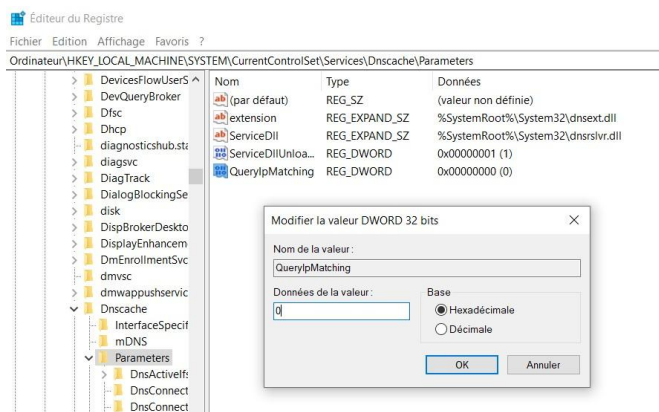 Éditeur du Registre
Fichier Edition Affichage Favoris ?
Ordinateur\HKEY_LOCAL_MACHINE\SYSTEM\CurrentControlSet\Services\Dnscache\Parameters
DevicesFlowUserS
DevQueryBroker
Dfsc
Dhcp
diagnosticshub.sta
diagsvc
DiagTrack
DialogBlockingSe
disk
DispBrokerDeskto
DisplayEnhancem
DmEnrollmentSvc
dmvsc
dmwappushservic
Dnscache
InterfaceSpecif
mDNS
Parameters
DnsActiveIfs
DnsConnect
DnsConnect
Nom Type Données
(par défaut) REG_SZ (valeur non définie)
extension REG_EXPAND_SZ %SystemRoot%\System32\dnsext.dll
ServiceDll REG_EXPAND_SZ %SystemRoot%\System32\dnsrslvr.dll
ServiceDllUnloa... REG_DWORD 0x00000001 (1)
QueryIpMatching REG_DWORD 0x00000000 (0)
Modifier la valeur DWORD 32 bits
Nom de la valeur :
QueryIpMatching
Données de la valeur :
0
Base
Hexadécimale
Décimale
OK Annuler